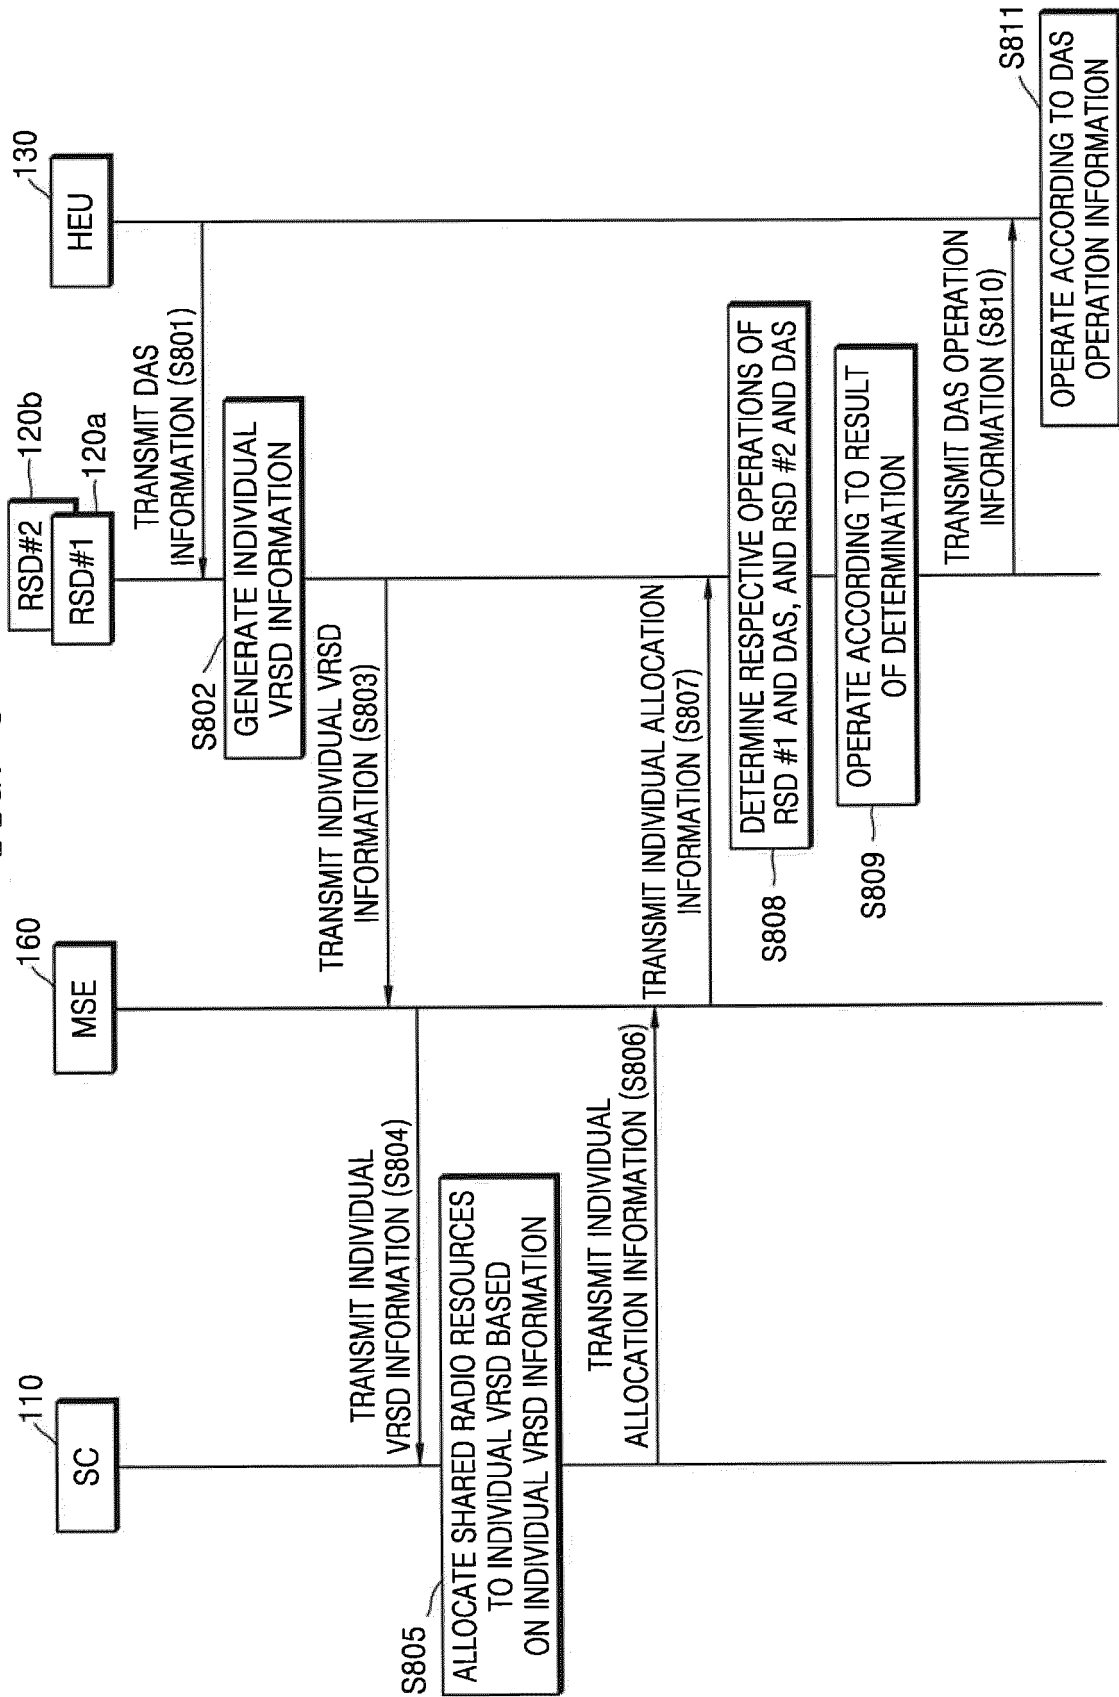 SC
110
MSE
160
RSD#2
120b
RSD#1
120a
HEU
130
TRANSMIT DAS
INFORMATION (S801)
S802
GENERATE INDIVIDUAL
VRSD INFORMATION
TRANSMIT INDIVIDUAL VRSD
INFORMATION (S803)
TRANSMIT INDIVIDUAL
VRSD INFORMATION (S804)
S805
ALLOCATE SHARED RADIO RESOURCES
TO INDIVIDUAL VRSD BASED
ON INDIVIDUAL VRSD INFORMATION
TRANSMIT INDIVIDUAL
ALLOCATION INFORMATION (S806)
TRANSMIT INDIVIDUAL ALLOCATION
INFORMATION (S807)
S808
DETERMINE RESPECTIVE OPERATIONS OF
RSD #1 AND DAS, AND RSD #2 AND DAS
S809
OPERATE ACCORDING TO RESULT
OF DETERMINATION
TRANSMIT DAS OPERATION
INFORMATION (S810)
S811
OPERATE ACCORDING TO DAS
OPERATION INFORMATION